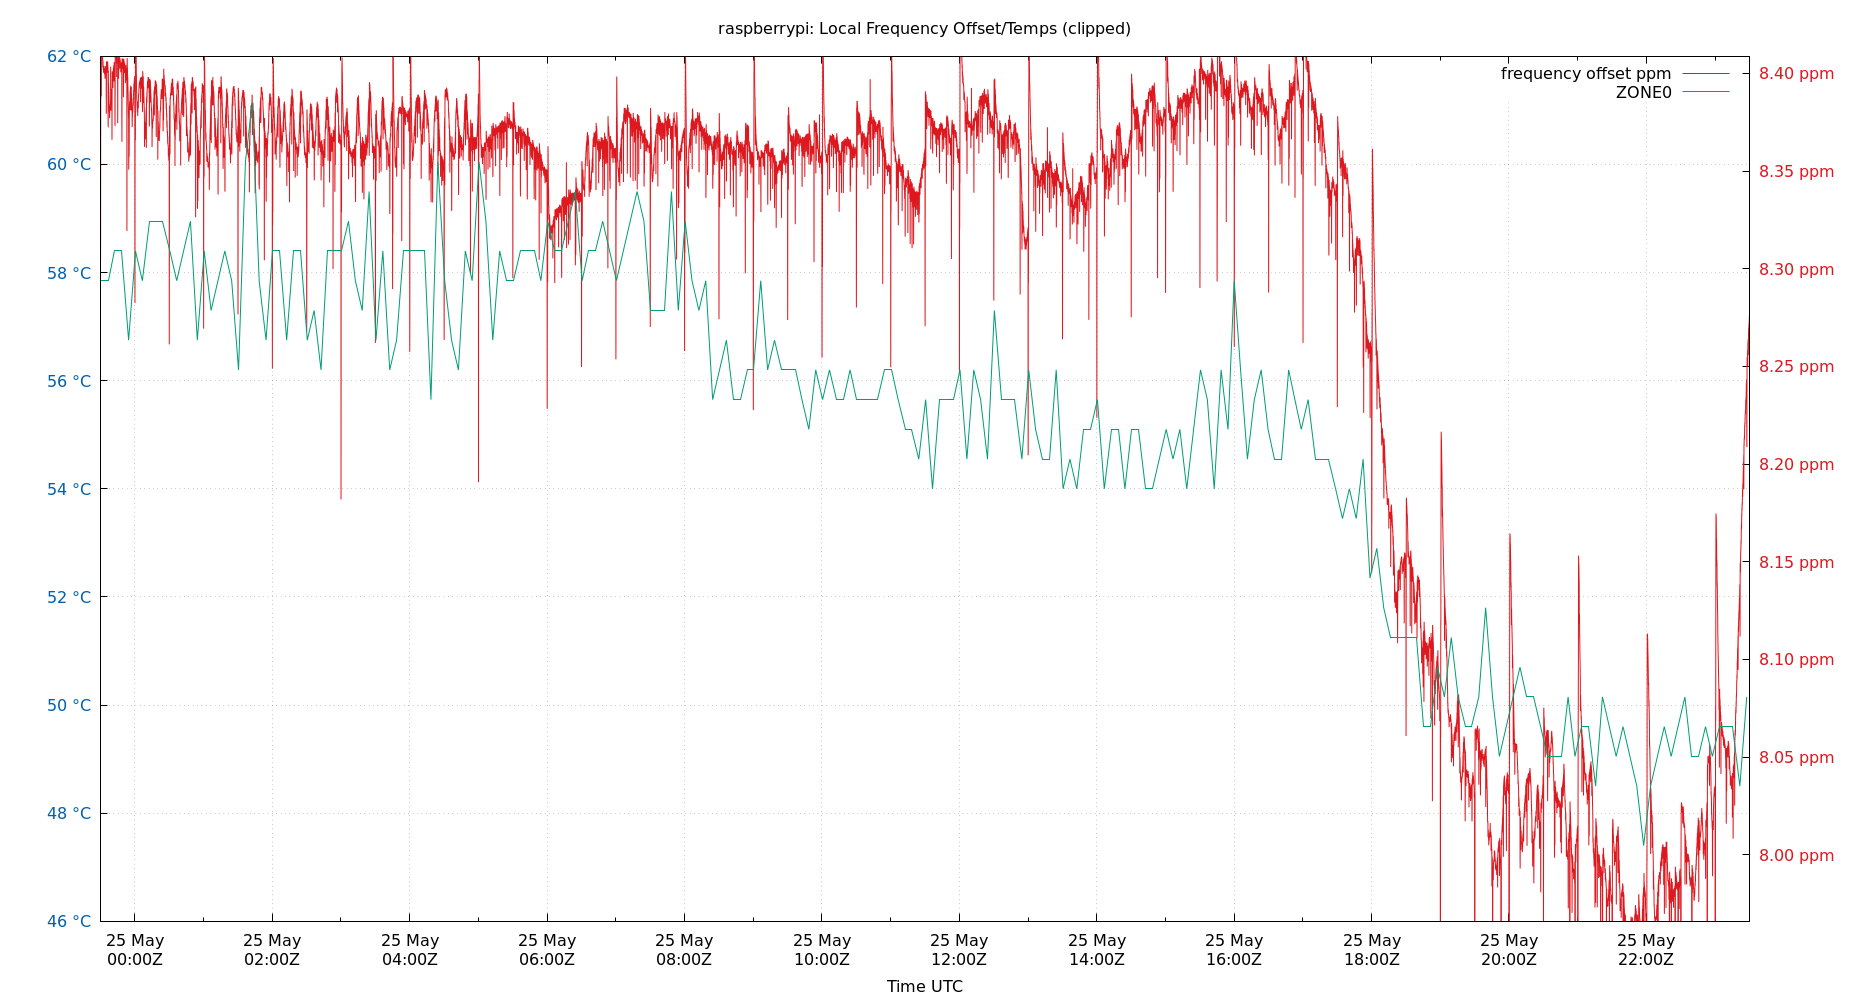 raspberrypi: Local Frequency Offset/Temps (clipped)
frequency offset ppm
ZONE0
62 °C
60 °C
58 °C
56 °C
54 °C
52 °C
50 °C
48 °C
46 °C
8.40 ppm
8.35 ppm
8.30 ppm
8.25 ppm
8.20 ppm
8.15 ppm
8.10 ppm
8.05 ppm
8.00 ppm
25 May 25 May 25 May 25 May 25 May 25 May 25 May 25 May 25 May 25 May 25 May 25 May
00:00Z 02:00Z 04:00Z 06:00Z 08:00Z 10:00Z 12:00Z 14:00Z 16:00Z 18:00Z 20:00Z 22:00Z
Time UTC